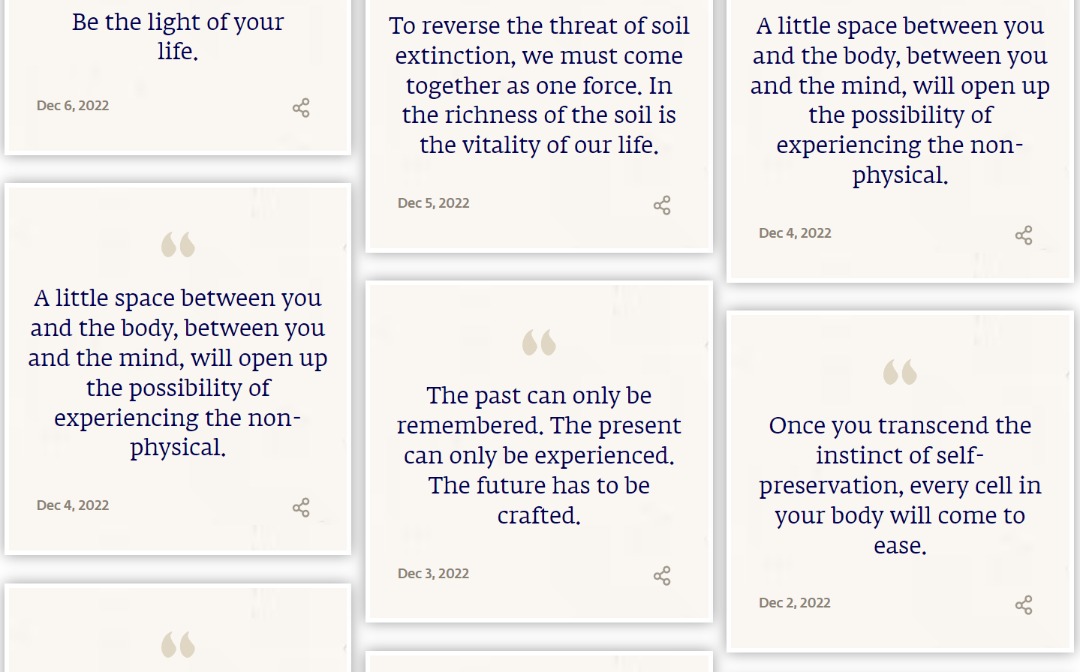 Be the light of your
life.
Dec 6, 2022
To reverse the threat of soil
extinction, we must come
together as one force. In
the richness of the soil is
the vitality of our life.
Dec 5, 2022
A little space between you
and the body, between you
and the mind, will open up
the possibility of
experiencing the non-
physical.
Dec 4, 2022
“
A little space between you
and the body, between you
and the mind, will open up
the possibility of
experiencing the non-
physical.
Dec 4, 2022
“
The past can only be
remembered. The present
can only be experienced.
The future has to be
crafted.
Dec 3, 2022
“
Once you transcend the
instinct of self-
preservation, every cell in
your body will come to
ease.
Dec 2, 2022
“